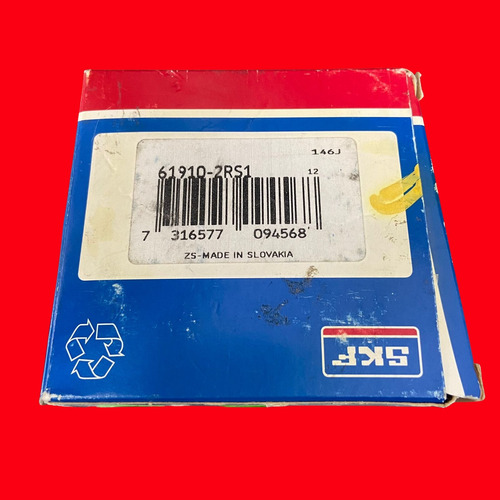 146J
61910-2RS1
12
7 316577 094568
ZS-MADE IN SLOVAKIA
SKF